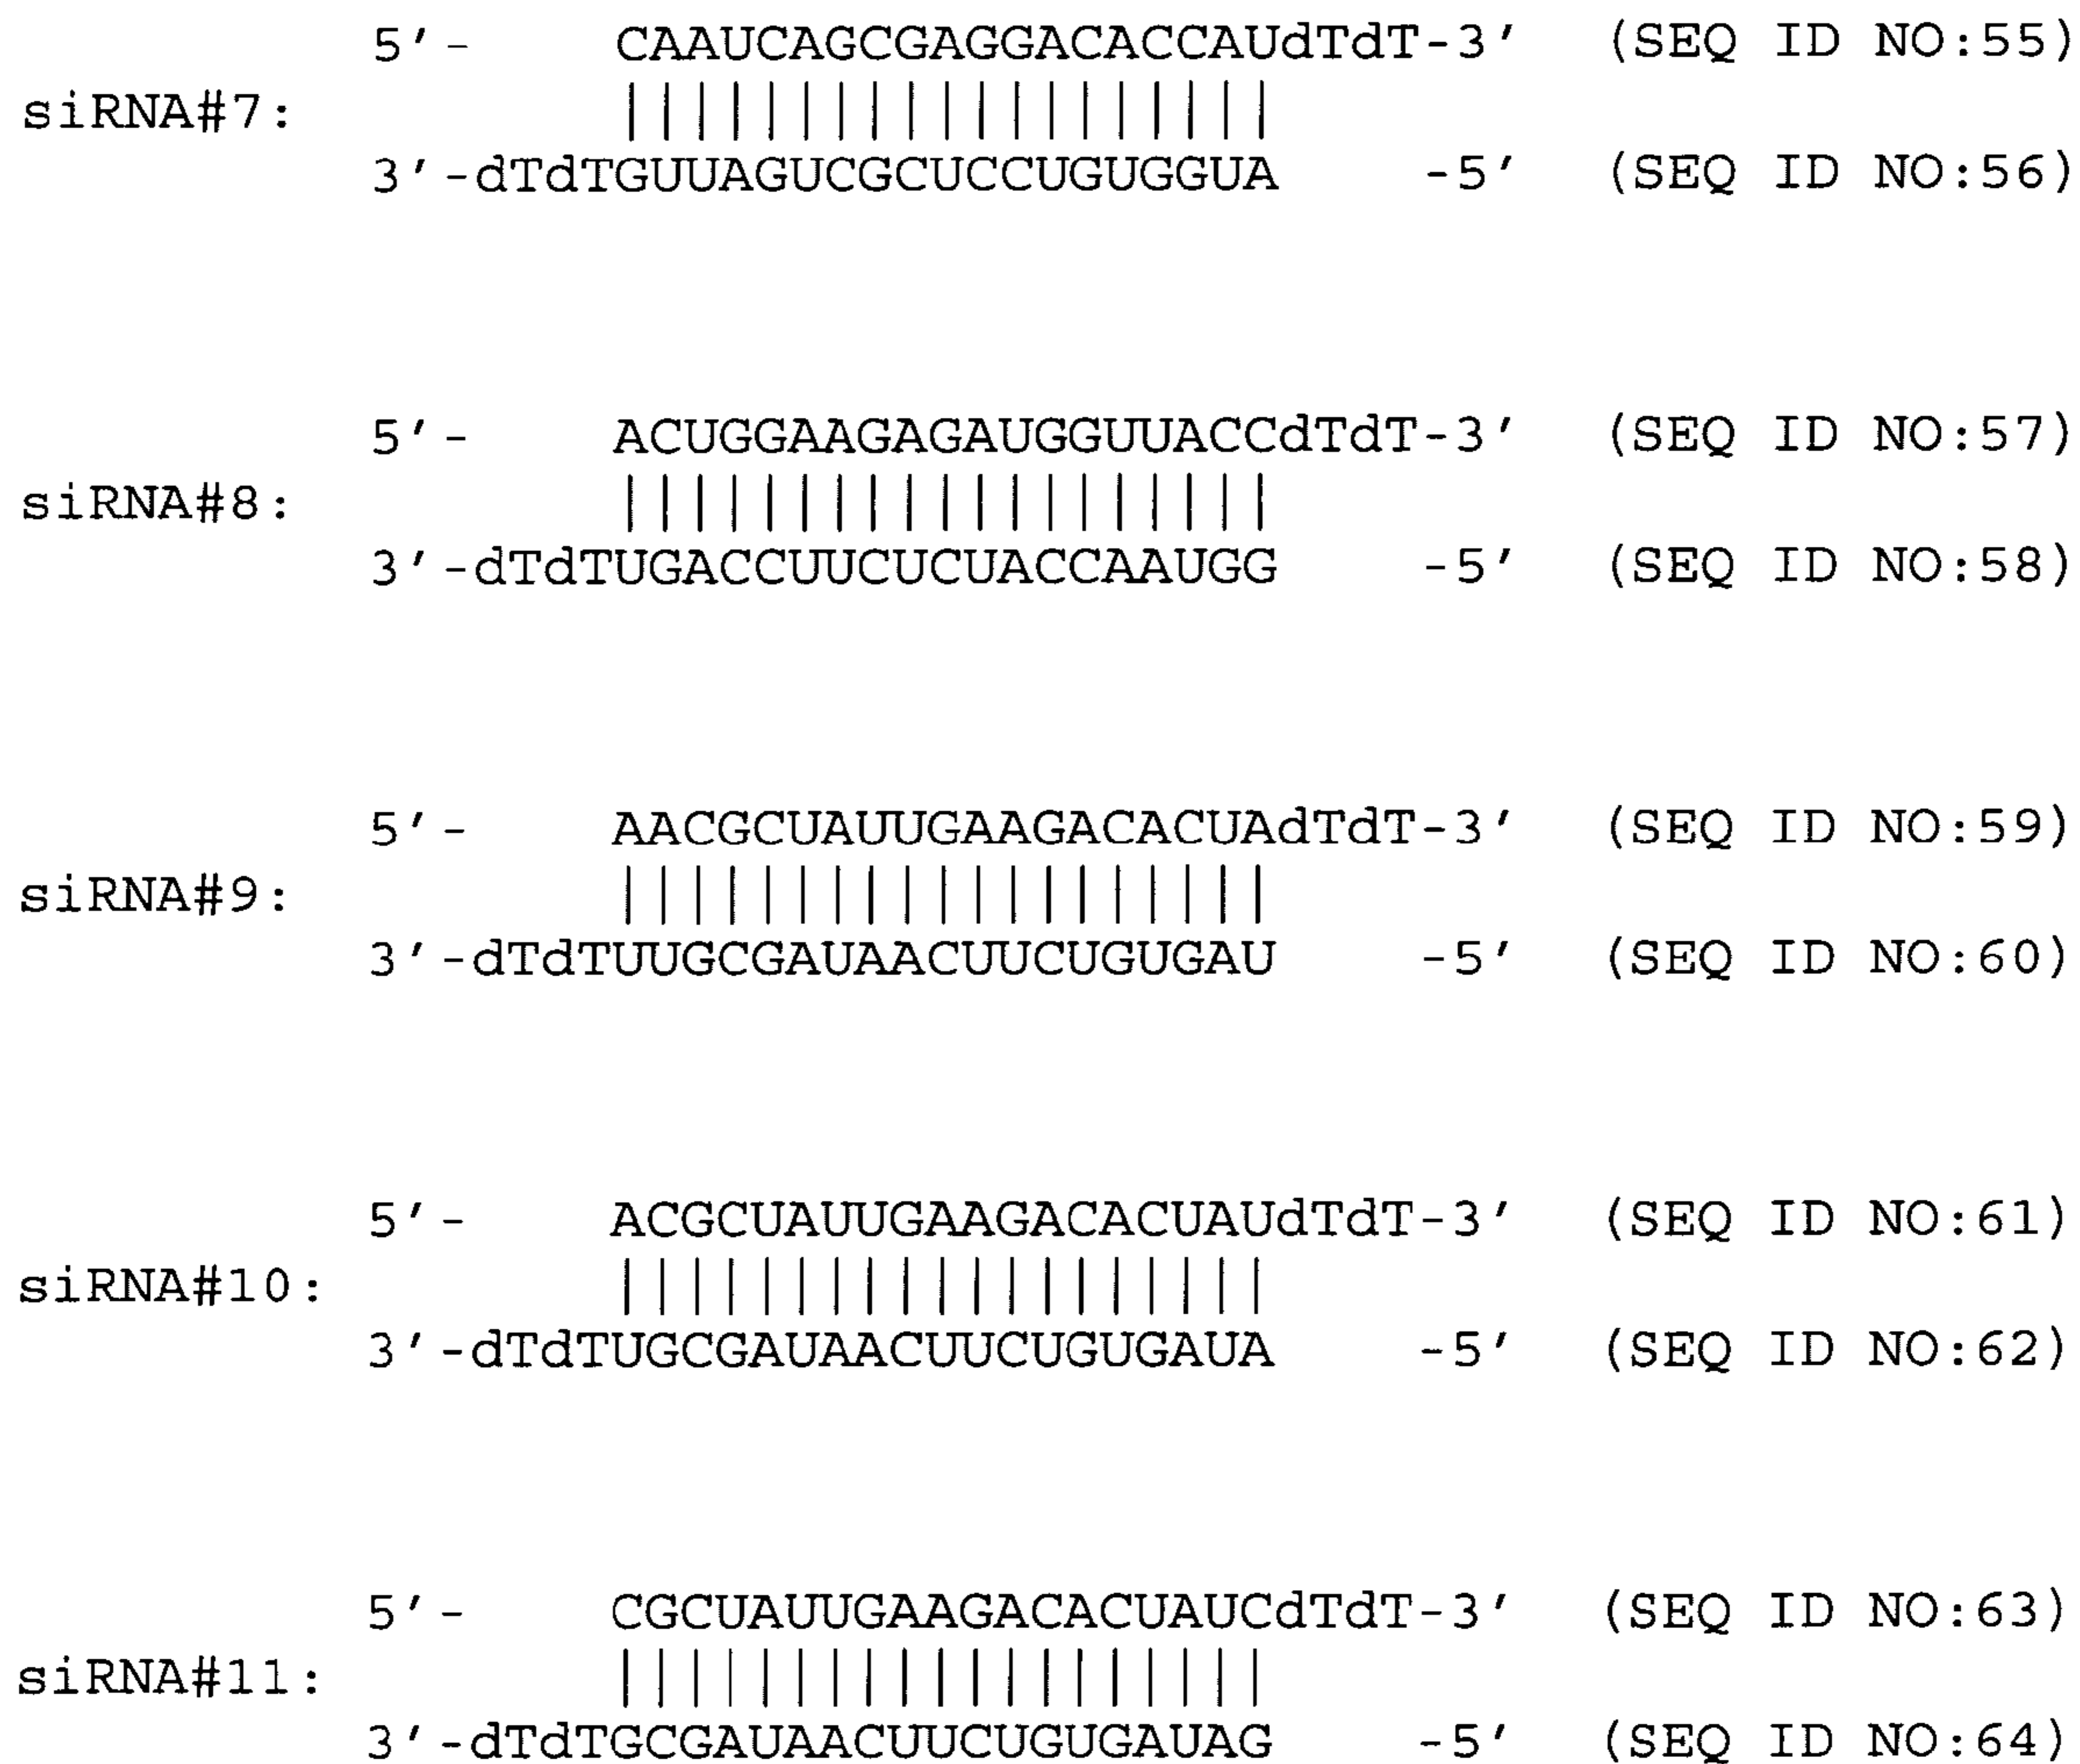 5'- CAAUCAGCGAGGACACCAUdTdT-3' (SEQ ID NO:55)
siRNA#7: | | | | | | | | | | | | | | | | | | |
3'-dTdTGUUAGUCGCUCCUGUGGUA -5' (SEQ ID NO:56)
5'- ACUGGAAGAGAUGGUUACCdTdT-3' (SEQ ID NO:57)
siRNA#8: | | | | | | | | | | | | | | | | | | |
3'-dTdTUGACCUUCUCUACCAAUGG -5' (SEQ ID NO:58)
5'- AACGCUAUUGAAGACACUAdTdT-3' (SEQ ID NO:59)
siRNA#9: | | | | | | | | | | | | | | | | | | |
3'-dTdTUUGCGAUAACUUCUGUGAU -5' (SEQ ID NO:60)
5'- ACGCUAUUGAAGACACUAUdTdT-3' (SEQ ID NO:61)
siRNA#10: | | | | | | | | | | | | | | | | | | |
3'-dTdTUGCGAUAACUUCUGUGAUA -5' (SEQ ID NO:62)
5'- CGCUAUUGAAGACACUAUCdTdT-3' (SEQ ID NO:63)
siRNA#11: | | | | | | | | | | | | | | | | | | |
3'-dTdTGCGAUAACUUCUGUGAUAG -5' (SEQ ID NO:64)